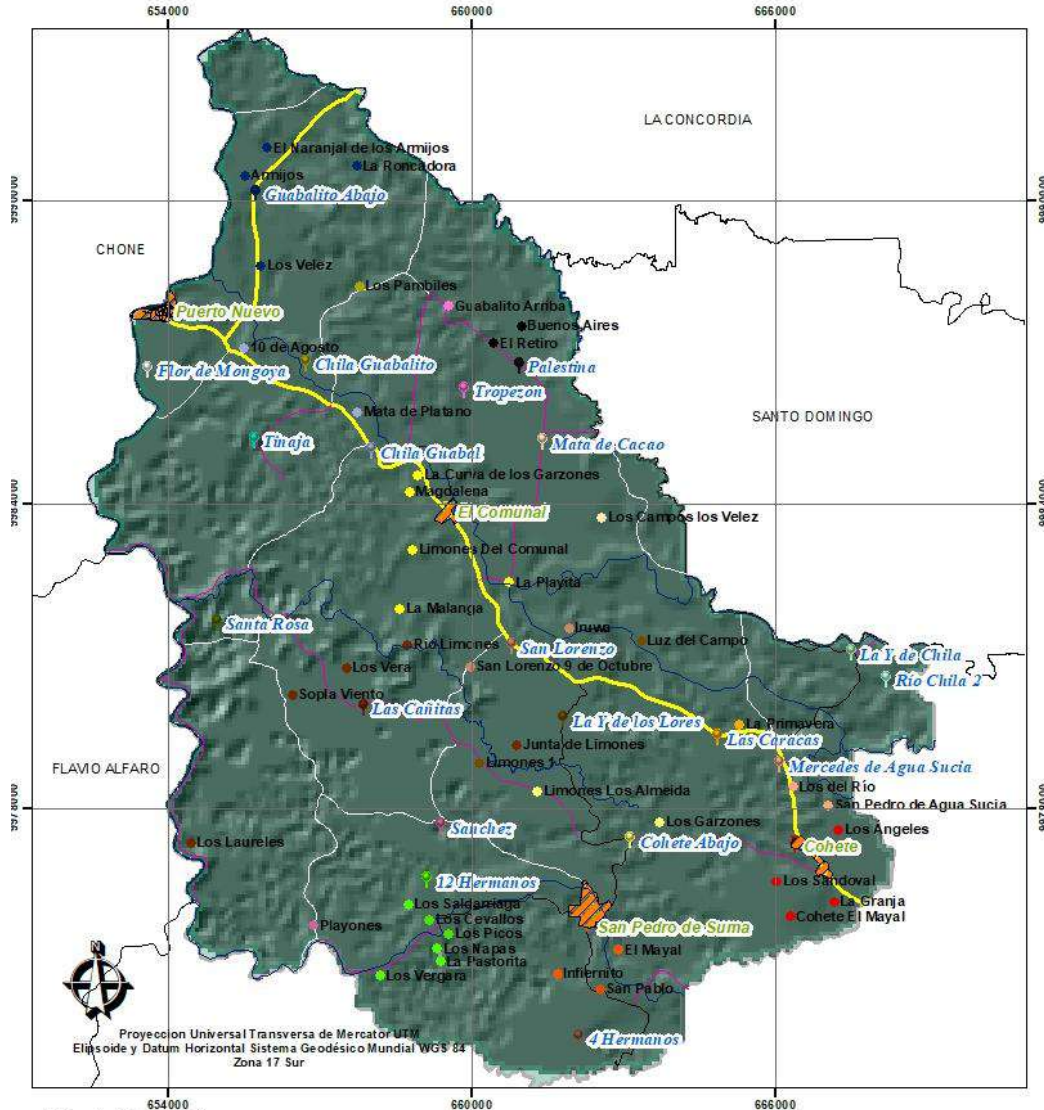 654000
660000
666000
LA CONCORDIA
El Naranjal de los Armijos
La Roncadora
Armijos
Guabalito Abajo
9990000
9990000
CHONE
Los Velez
Los Pambiles
Guabalito Arriba
Puerto Nuevo
Buenos Aires
El Retiro
10 de Agosto
Chila Guabalito
Palestina
Flor de Mongoya
Tropezon
Mata de Platano
SANTO DOMINGO
Tinaja
Chila Guabal
Mata de Cacao
La Curva de los Garzones
Magdalena
9984000
9984000
El Comunal
Los Campos los Velez
Limones Del Comunal
La Playita
La Malanga
Santa Rosa
Iruwa
Rio Limones
San Lorenzo
Luz del Campo
La Y de Chila
Los Vera
San Lorenzo 9 de Octubre
Río Chila 2
Sopla Viento
Las Cañitas
La Y de los Lores
La Primavera
Las Caracas
Junta de Limones
FLAVIO ALFARO
Limones 1
Mercedes de Agua Sucia
Limones Los Almeida
Los del Rio
San Pedro de Agua Sucia
9978000
9978000
Sanchez
Los Garzones
Los Angeles
Los Laureles
Cohete Abajo
Cohete
12 Hermanos
Los Sandoval
Los Saldarriaga
La Granja
Los Cevallos
Cohete El Mayal
Playones
Los Picos
San Pedro de Suma
Los Napas
El Mayal
La Pastorita
Los Vergara
Infiernito
San Pablo
N
4 Hermanos
Proyeccion Universal Transversa de Mercator UTM
Elipsoide y Datum Horizontal Sistema Geodésico Mundial WGS 84
Zona 17 Sur
654000
660000
666000